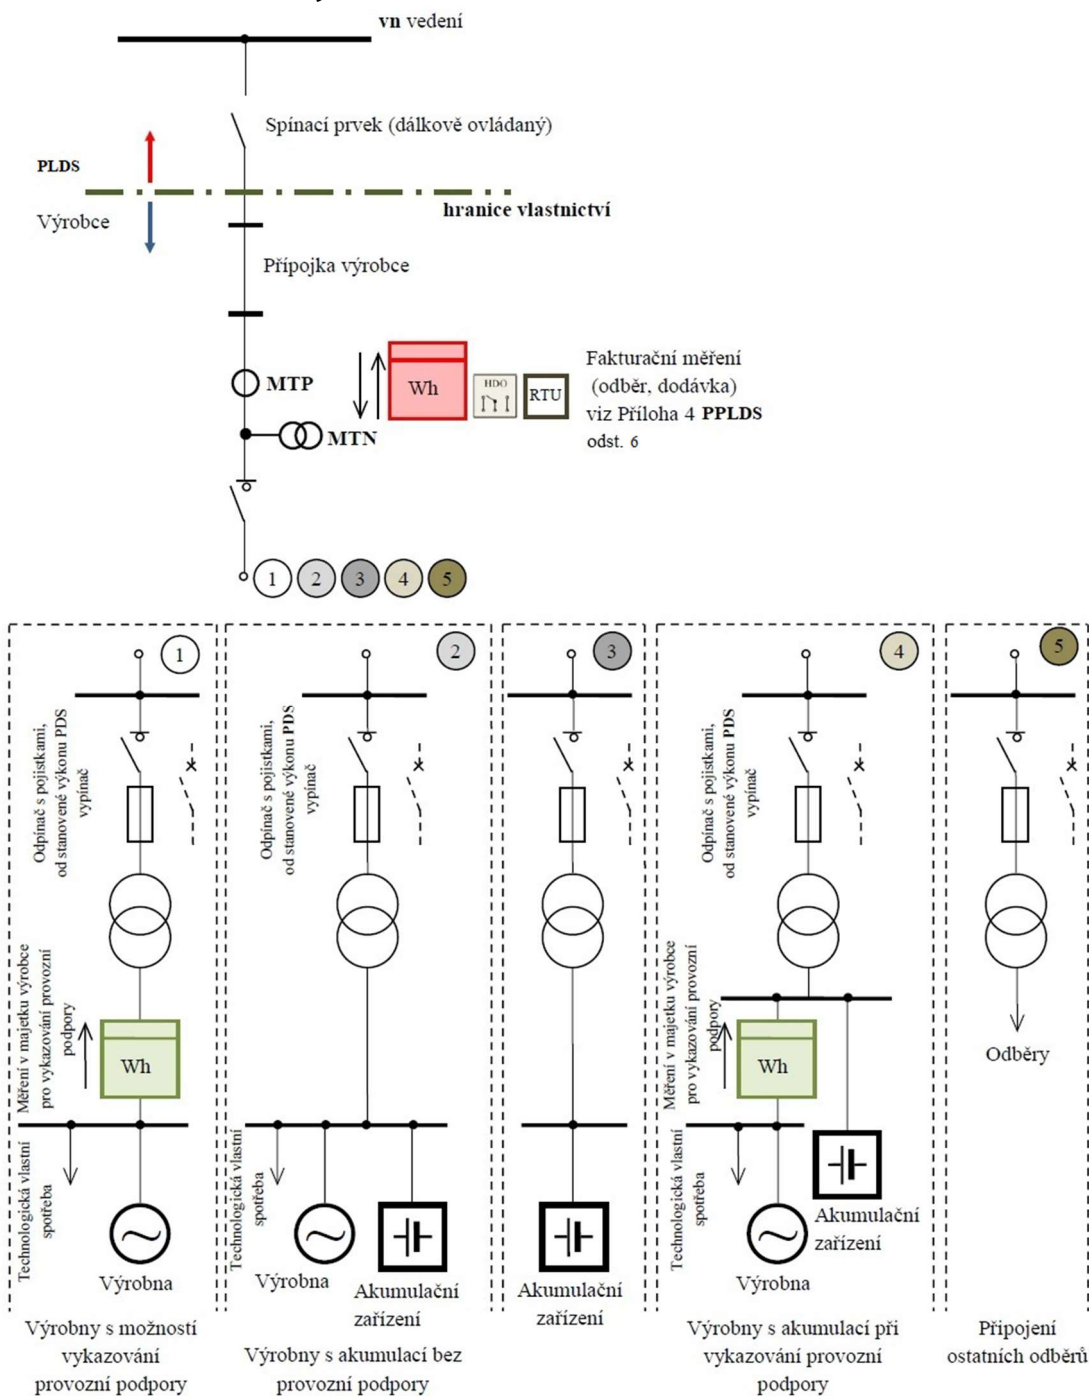 vn vedení
Spínací prvek (dálkově ovládaný)
PLDS
hranice vlastnictví
Výrobce
Přípojka výrobce
MTP
Wh
HDO
RTU
Fakturační měření
(odběr, dodávka)
viz Příloha 4 PPLDS
odst. 6
MTN
1 2 3 4 5
1
Odpínač s pojistkami,
od stanovené výkonu PDS
vypínač
Měření v majetku výrobce
pro vykazování provozní
podpory
Wh
Technologická vlastní
spotřeba
Výrobna
Výrobny s možností
vykazování
provozní podpory
2
Odpínač s pojistkami,
od stanovené výkonu PDS
vypínač
Technologická vlastní
spotřeba
Výrobna
Akumulační
zařízení
Výrobny s akumulací bez
provozní podpory
3
Akumulační
zařízení
4
Odpínač s pojistkami,
od stanovené výkonu PDS
vypínač
Měření v majetku výrobce
pro vykazování provozní
podpory
Wh
Technologická vlastní
spotřeba
Výrobna
Akumulační
zařízení
Výrobny s akumulací při
vykazování provozní
podpory
5
Odběry
Připojení
ostatních odběrů